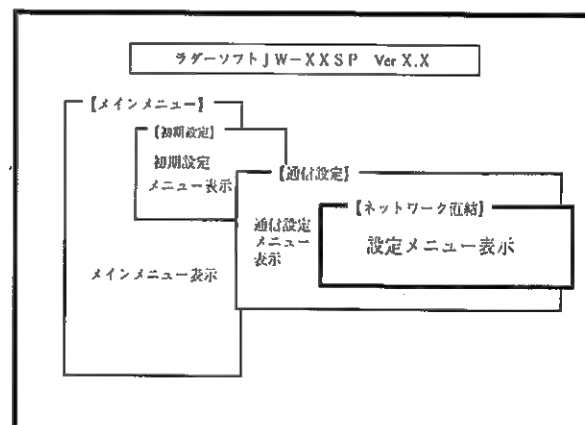 ラダーソフトJW-XXSP Ver X.X
【メインメニュー】
【初期設定】
初期設定
メニュー表示
【通信設定】
通信設定
メニュー
表示
【ネットワーク直結】
設定メニュー表示
メインメニュー表示